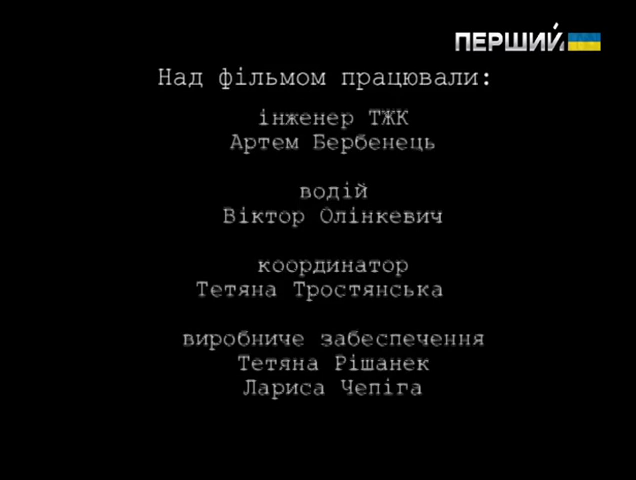 ПЕРШИЙ
Над фільмом працювали:
інженер ТЖК
Артем Бербенець
водій
Віктор Олінкевич
координатор
Тетяна Тростянська
виробниче забеспечення
Тетяна Рішанек
Лариса Чепіга